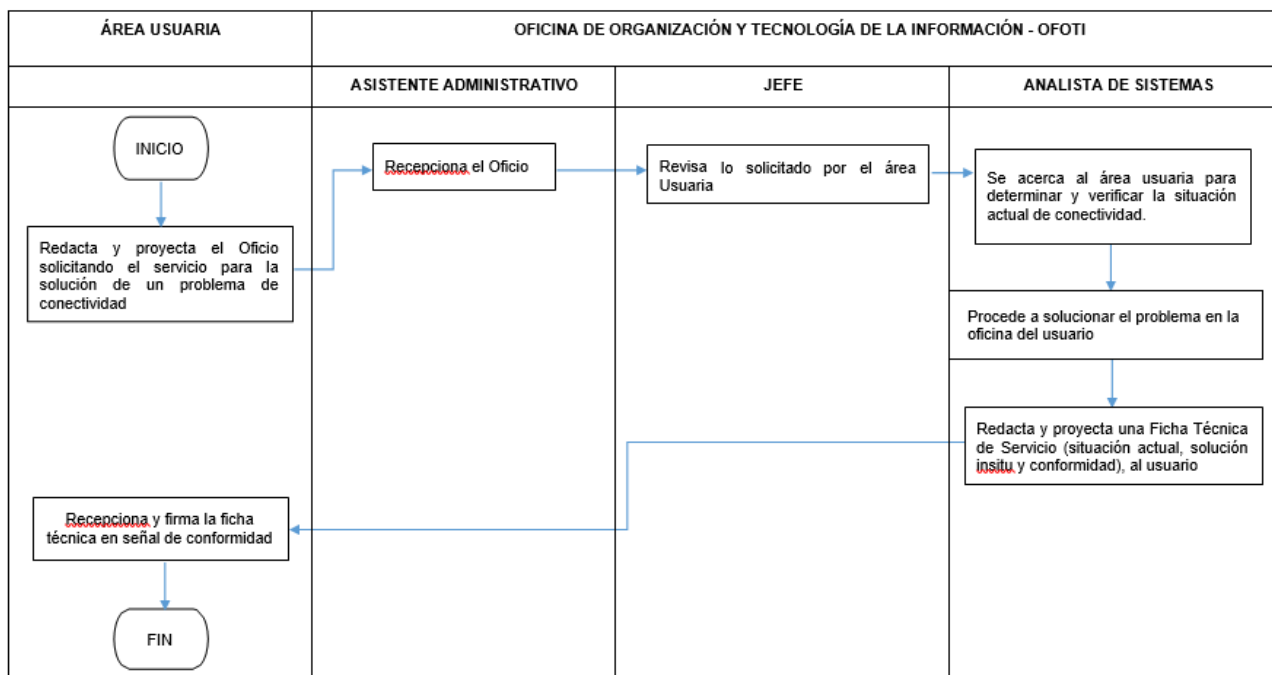 ÁREA USUARIA
OFICINA DE ORGANIZACIÓN Y TECNOLOGÍA DE LA INFORMACIÓN - OFOTI
ASISTENTE ADMINISTRATIVO
JEFE
ANALISTA DE SISTEMAS
INICIO
Redacta y proyecta el Oficio
solicitando el servicio para la
solución de un problema de
conectividad
Recepciona el Oficio
Revisa lo solicitado por el área
Usuaria
Se acerca al área usuaria para
determinar y verificar la situación
actual de conectividad.
Procede a solucionar el problema en la
oficina del usuario
Redacta y proyecta una Ficha Técnica
de Servicio (situación actual, solución
insitu y conformidad), al usuario
Recepciona y firma la ficha
técnica en señal de conformidad
FIN